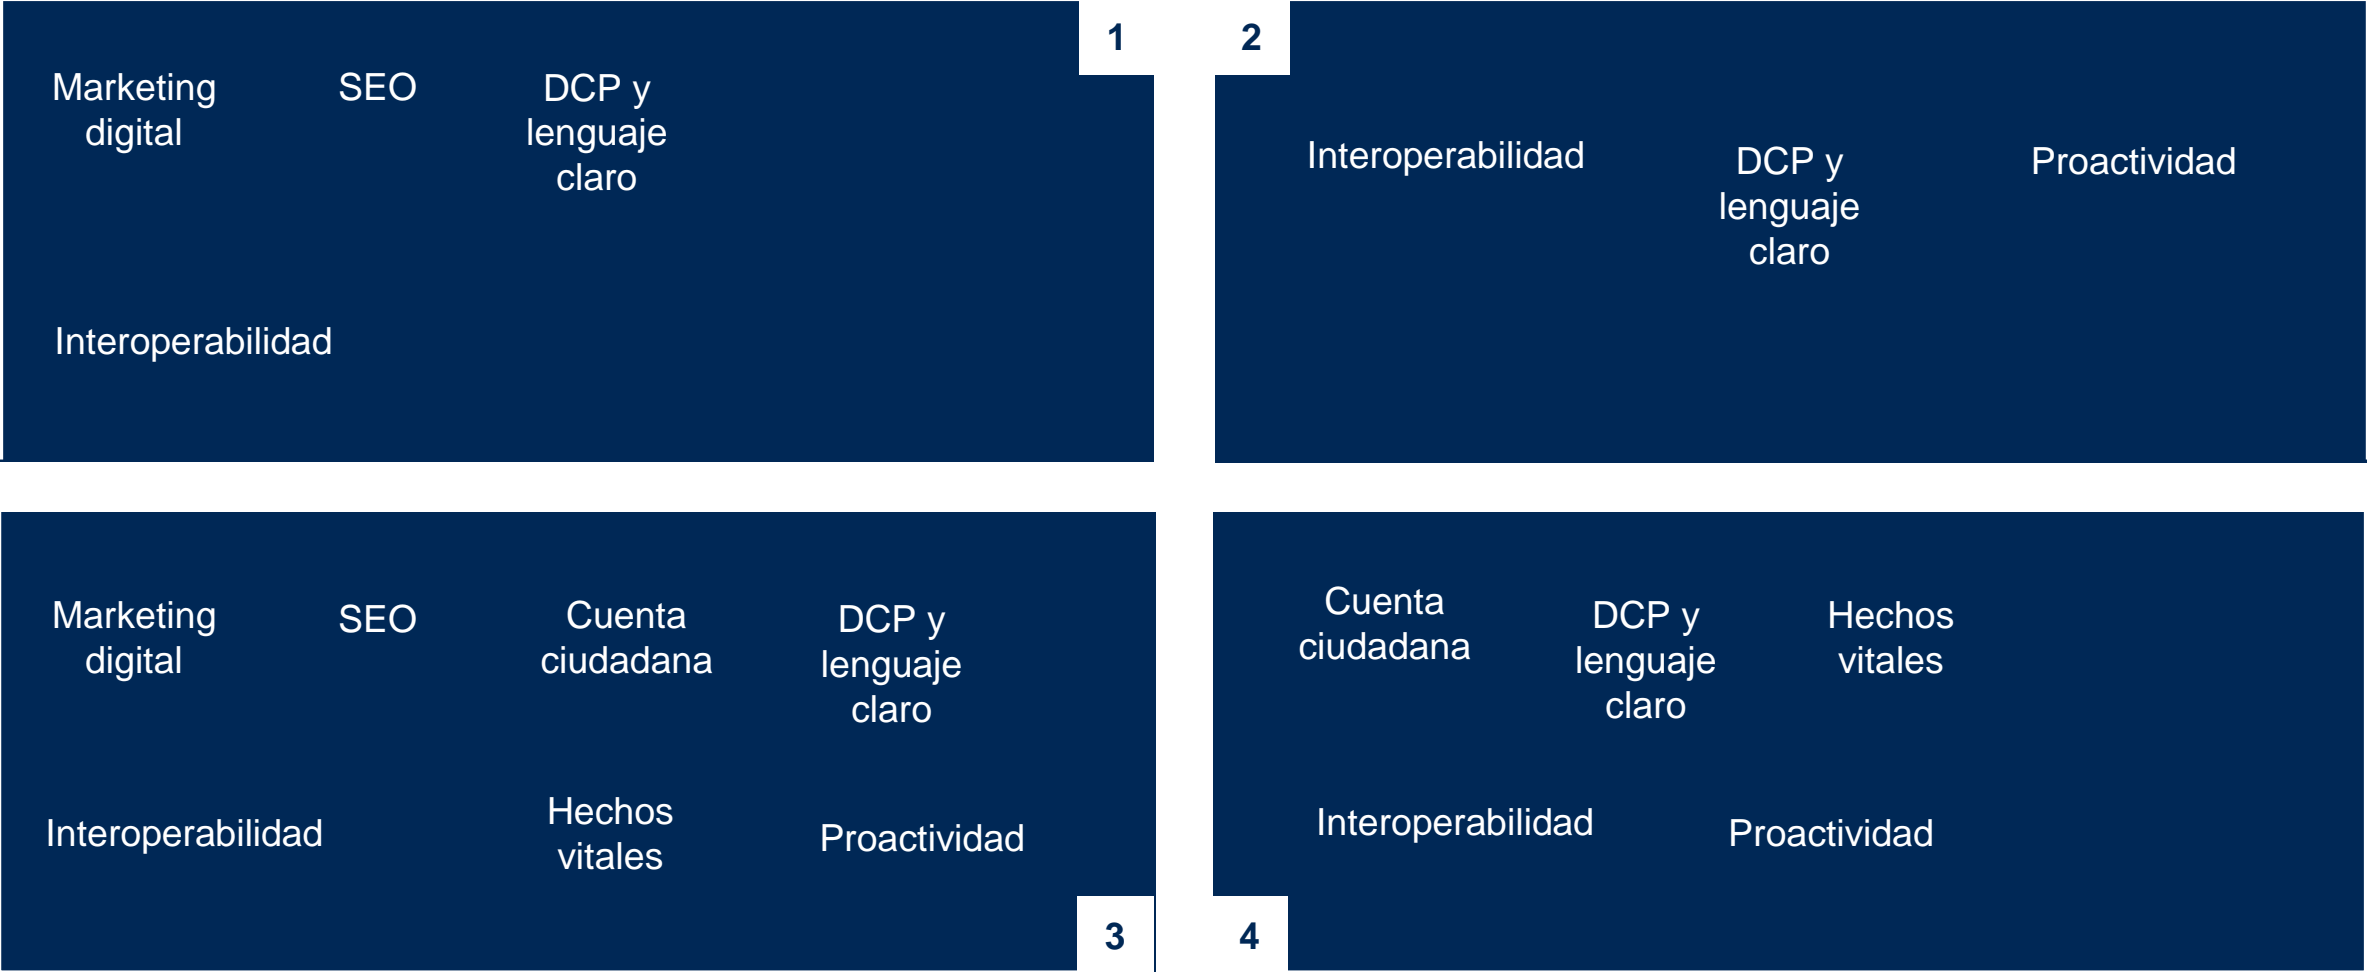 1
Marketing
digital
SEO
DCP y
lenguaje
claro
Interoperabilidad
2
Interoperabilidad
DCP y
lenguaje
claro
Proactividad
Marketing
digital
SEO
Cuenta
ciudadana
DCP y
lenguaje
claro
Interoperabilidad
Hechos
vitales
Proactividad
3
Cuenta
ciudadana
DCP y
lenguaje
claro
Hechos
vitales
Interoperabilidad
Proactividad
4